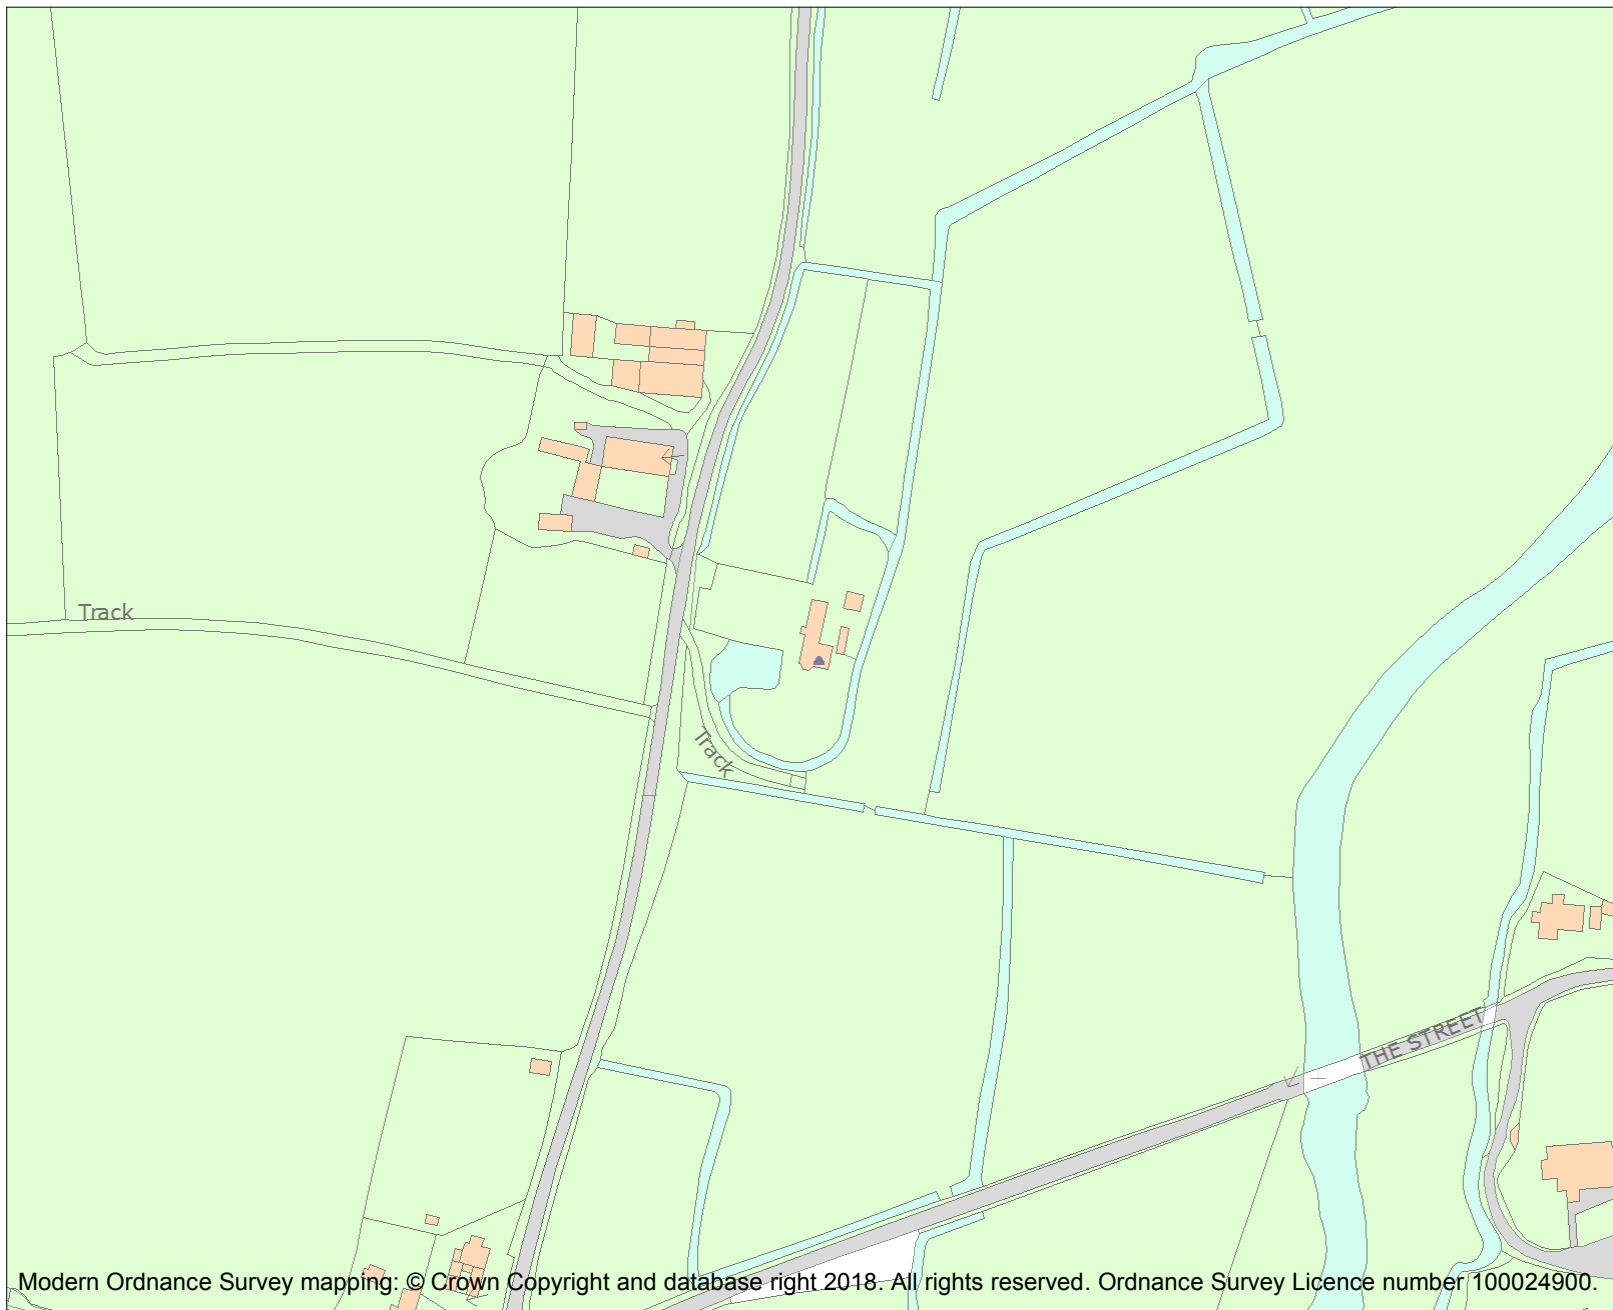 Track
Track
THE STREET
Modern Ordnance Survey mapping: © Crown Copyright and database right 2018. All rights reserved. Ordnance Survey Licence number 100024900.